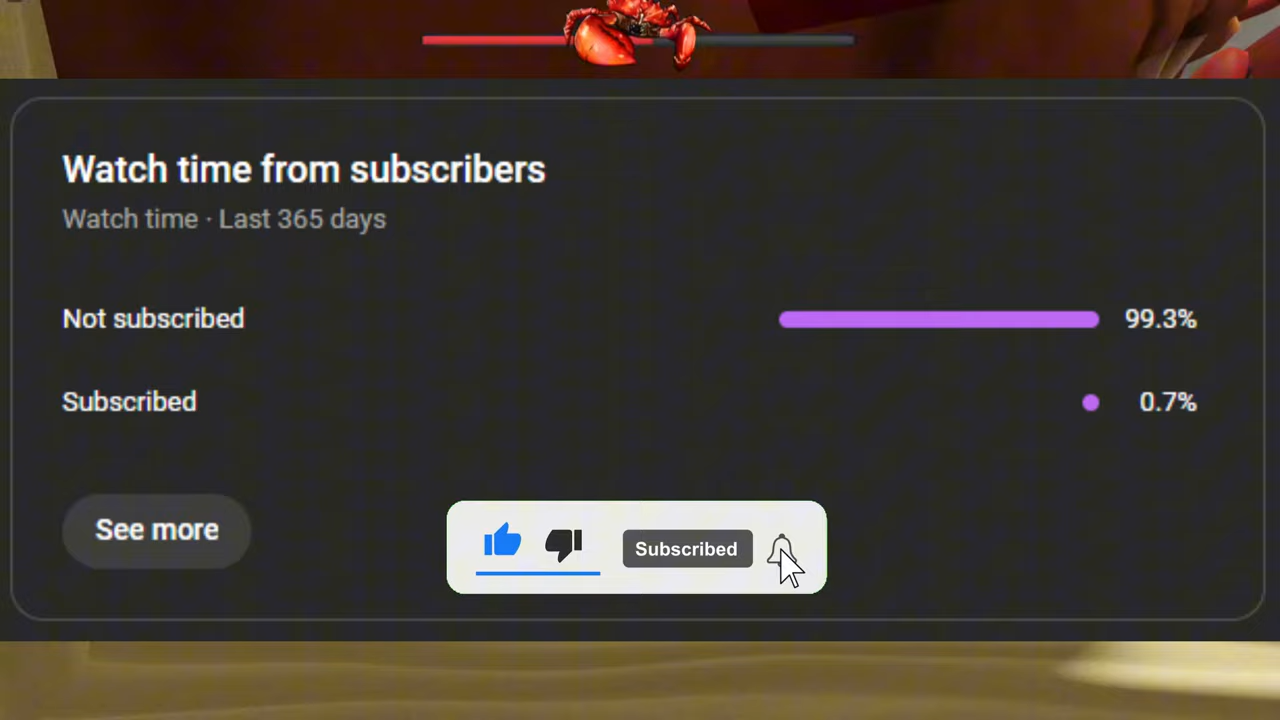 Watch time from subscribers
Watch time · Last 365 days
Not subscribed 99.3%
Subscribed 0.7%
See more
Subscribed